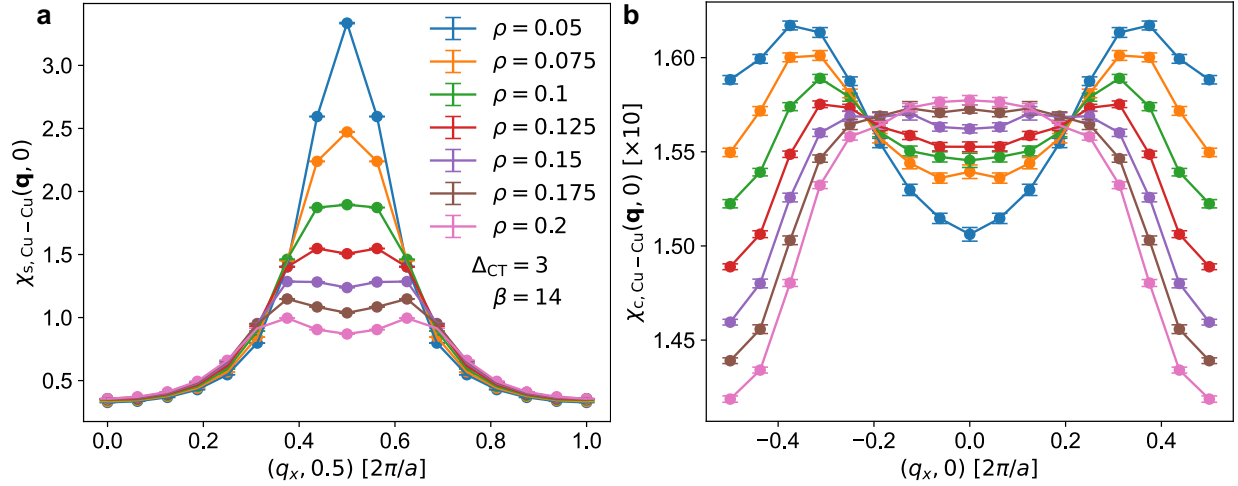 a
χs, Cu − Cu(q, 0)
3.0
2.5
2.0
1.5
1.0
0.5
0.0
0.2
0.4
0.6
0.8
1.0
(qx, 0.5) [2π/a]
ρ = 0.05
ρ = 0.075
ρ = 0.1
ρ = 0.125
ρ = 0.15
ρ = 0.175
ρ = 0.2
ΔCT = 3
β = 14
b
χc, Cu − Cu(q, 0) [×10]
1.60
1.55
1.50
1.45
−0.4
−0.2
0.0
0.2
0.4
(qx, 0) [2π/a]